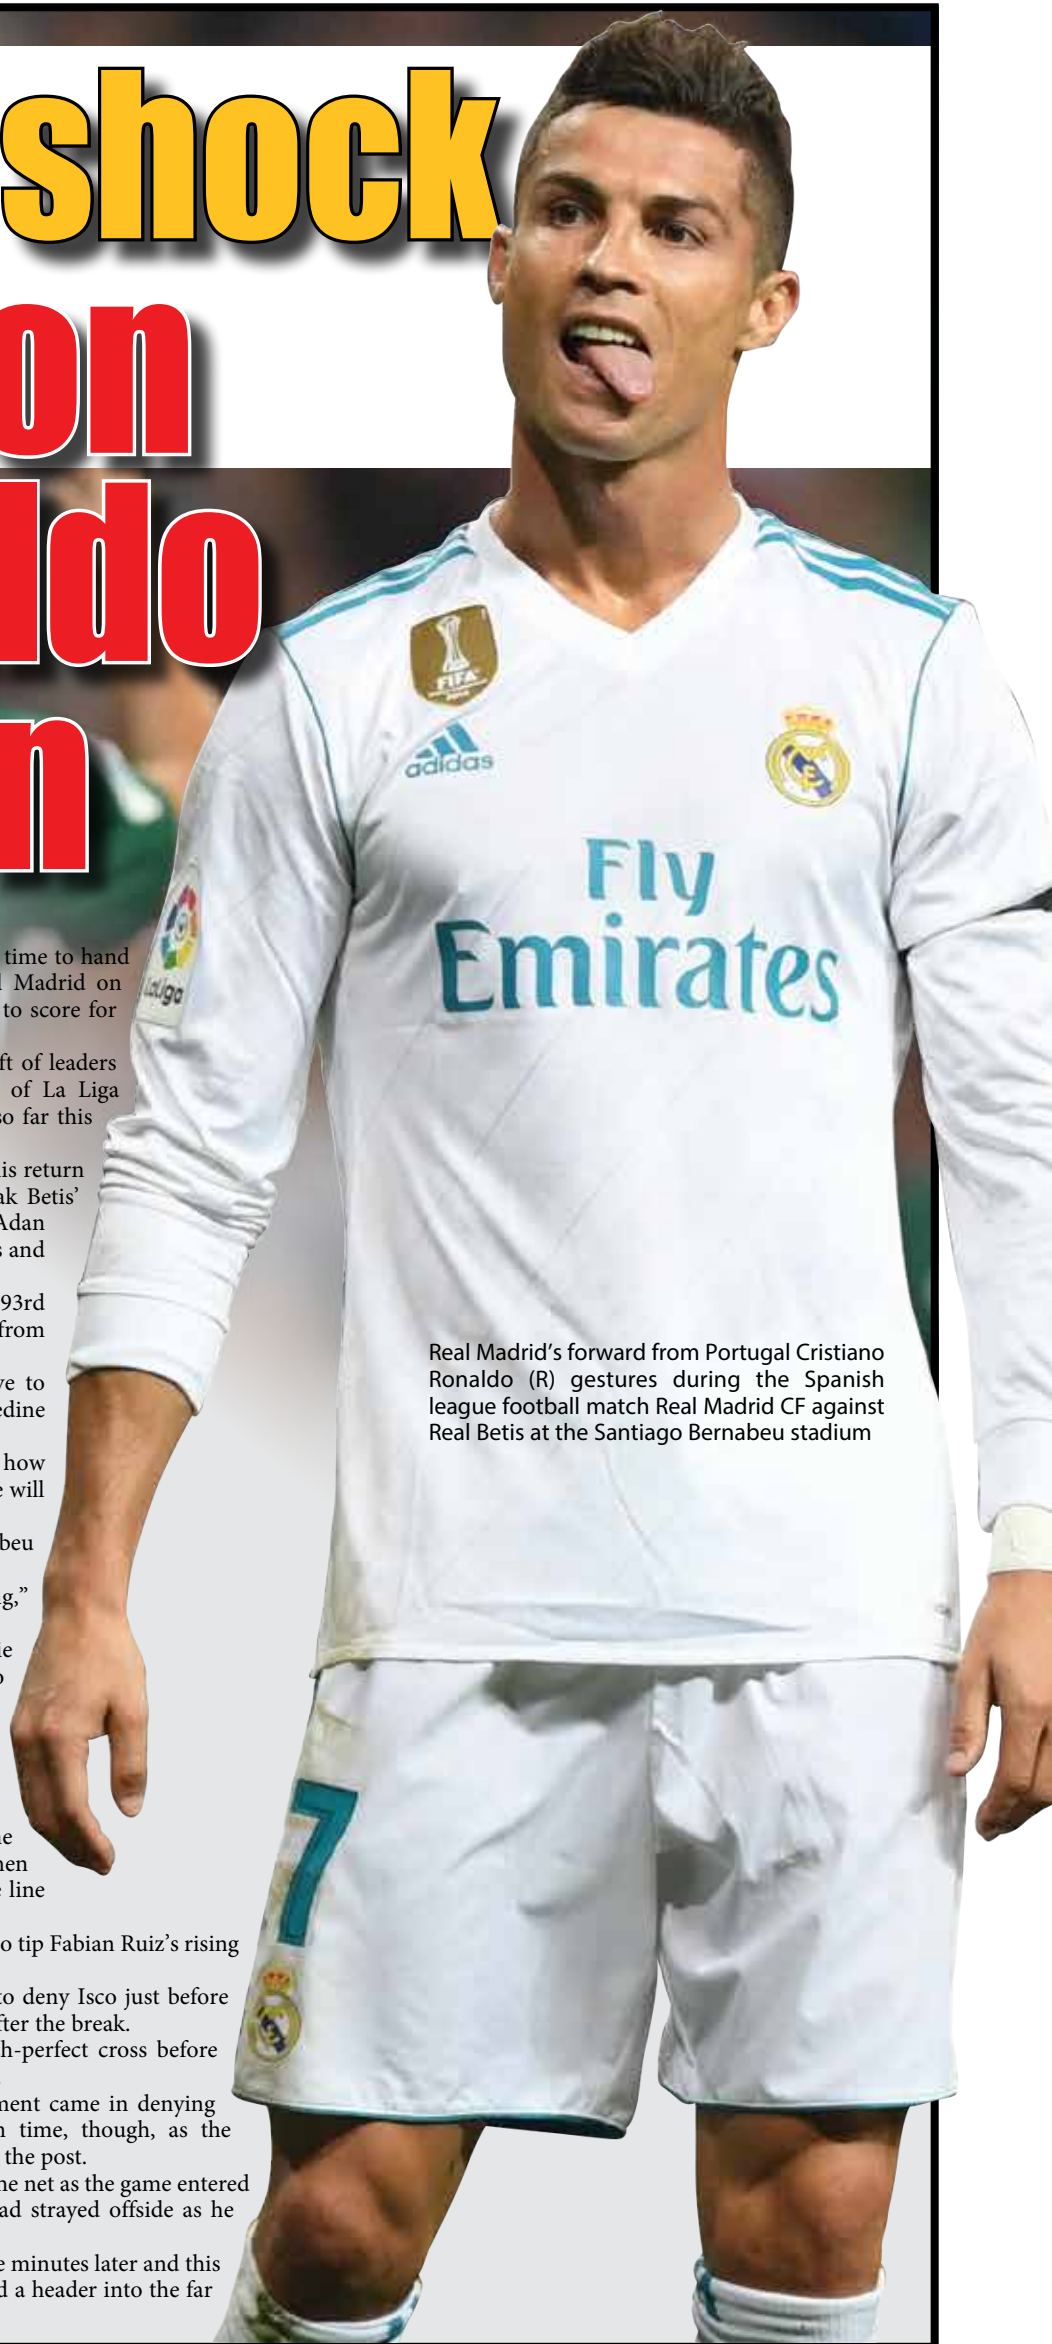 shock
on
ldo
n
FIFA
adidas
Fly
Emirates
LaLiga
time to hand
Madrid on
to score for
ft of leaders
of La Liga
so far this
is return
ak Betis’
Adan
s and
93rd
from
ve to
edine
how
e will
beu
g,”
ie
o
ne
hen
e line
o tip Fabian Ruiz’s rising
to deny Isco just before
fter the break.
h-perfect cross before
ment came in denying
n time, though, as the
the post.
he net as the game entered
ad strayed offside as he
e minutes later and this
d a header into the far
Real Madrid’s forward from Portugal Cristiano
Ronaldo (R) gestures during the Spanish
league football match Real Madrid CF against
Real Betis at the Santiago Bernabeu stadium
7